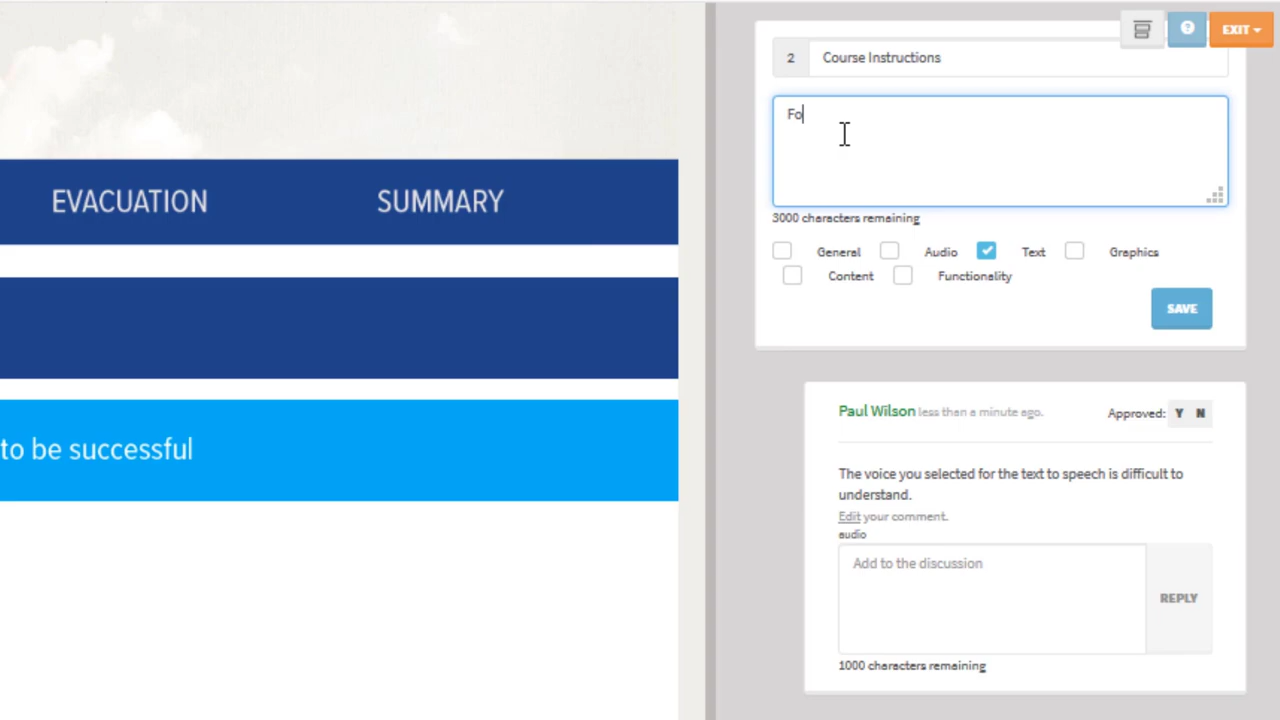 EXIT
2 Course Instructions
Fo
EVACUATION SUMMARY
3000 characters remaining
General Audio Text Graphics
Content Functionality
SAVE
Paul Wilson less than a minute ago. Approved: Y N
to be successful
The voice you selected for the text to speech is difficult to
understand.
Edit your comment.
audio
Add to the discussion
REPLY
1000 characters remaining